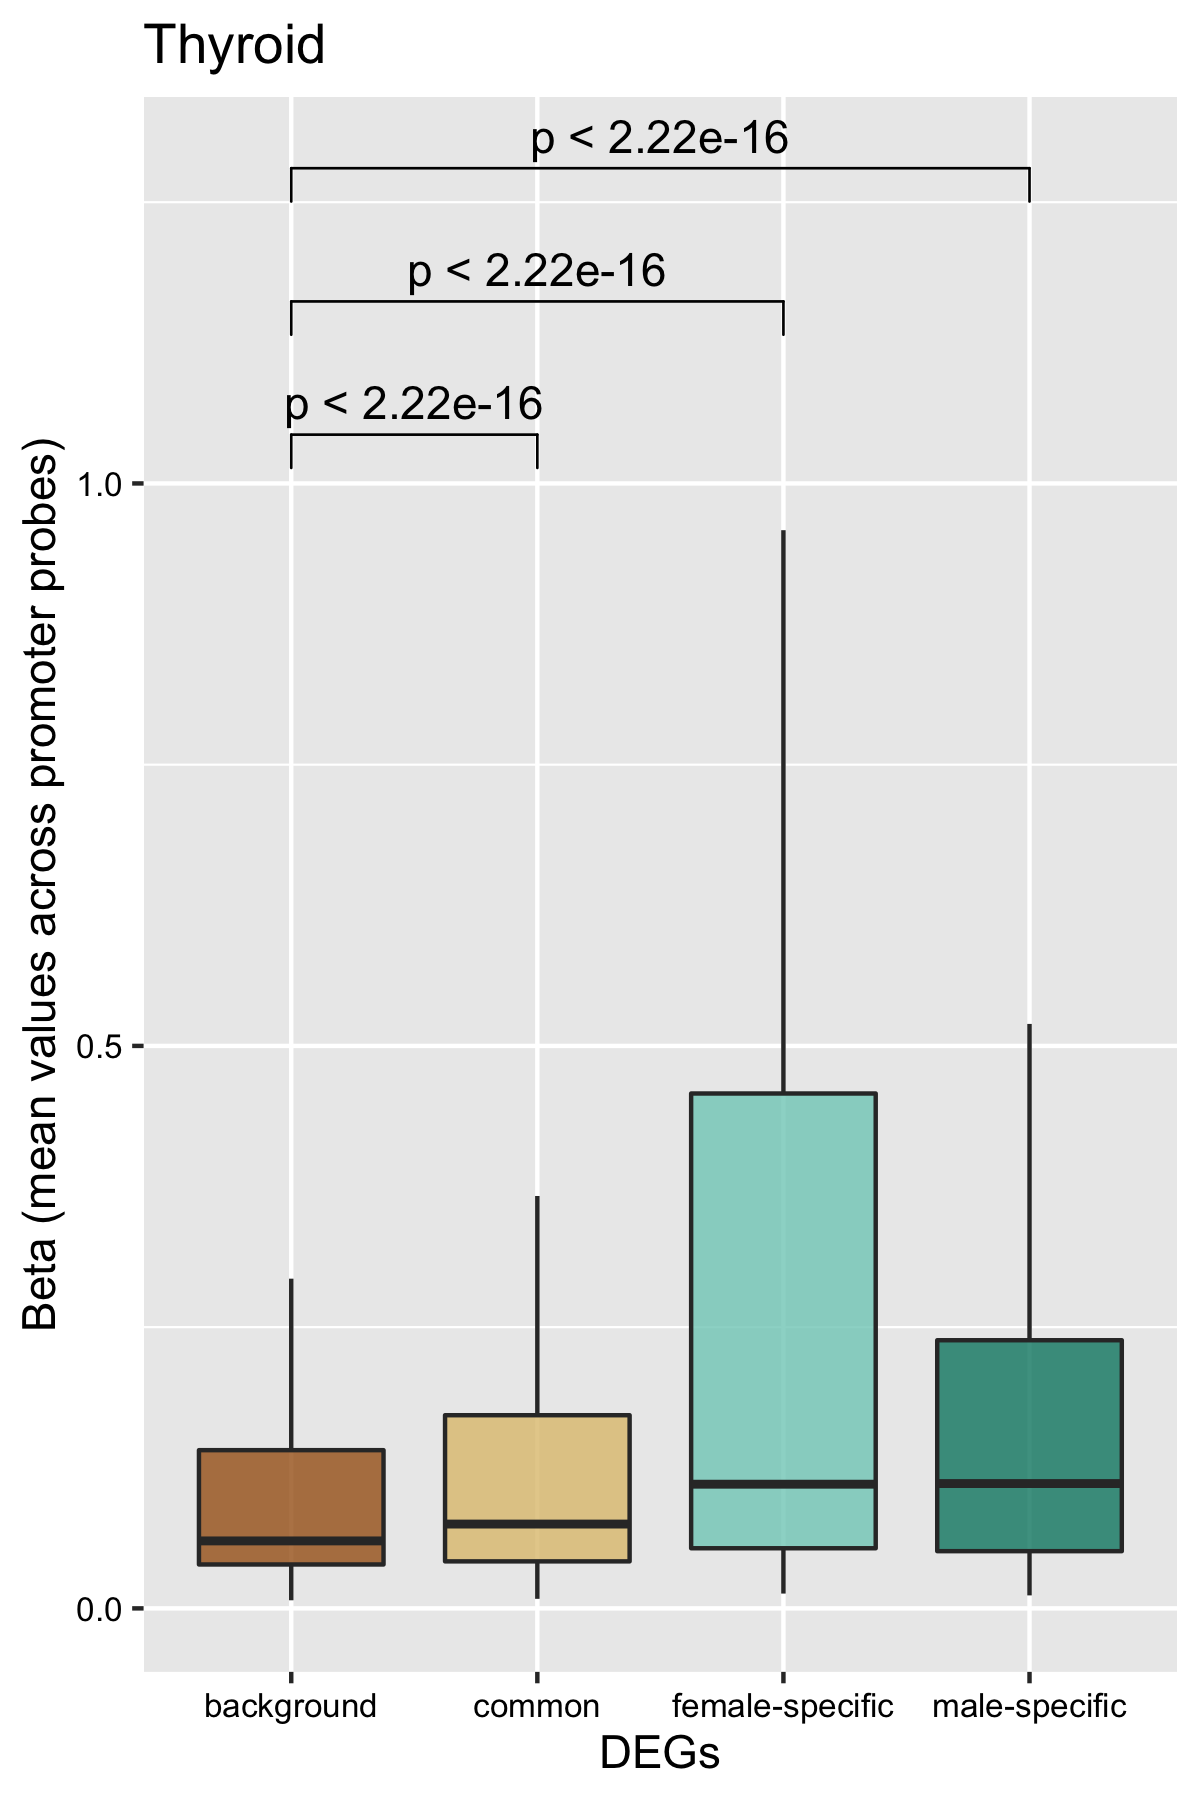 Thyroid
p < 2.22e-16
p < 2.22e-16
p < 2.22e-16
Beta (mean values across promoter probes)
1.0
0.5
0.0
background common female-specific male-specific
DEGs